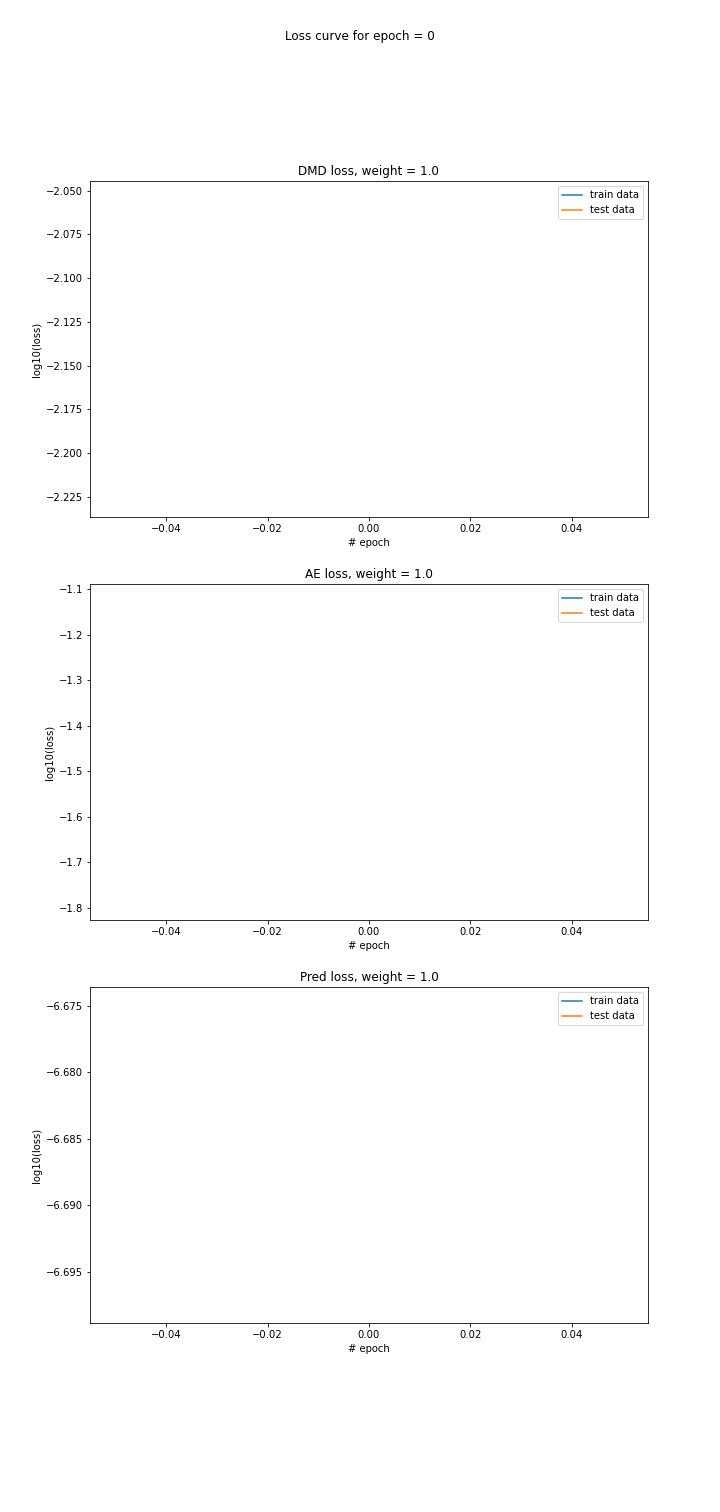 Loss curve for epoch = 0
DMD loss, weight = 1.0
train data
test data
−2.050
−2.075
−2.100
−2.125
−2.150
−2.175
−2.200
−2.225
log10(loss)
−0.04 −0.02 0.00 0.02 0.04
# epoch
AE loss, weight = 1.0
train data
test data
−1.1
−1.2
−1.3
−1.4
−1.5
−1.6
−1.7
−1.8
log10(loss)
−0.04 −0.02 0.00 0.02 0.04
# epoch
Pred loss, weight = 1.0
train data
test data
−6.675
−6.680
−6.685
−6.690
−6.695
log10(loss)
−0.04 −0.02 0.00 0.02 0.04
# epoch